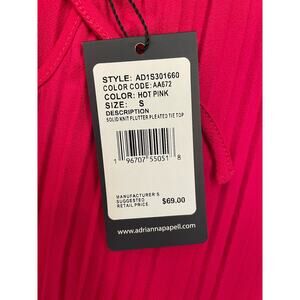 STYLE: AD1S301660
COLOR CODE: AA672
COLOR: HOT PINK
SIZE: S
DESCRIPTION
SOLID KNIT FLUTTER PLEATED TIE TOP
1 96707 55051 8
MANUFACTURER'S
SUGGESTED
RETAIL PRICE
$69.00
www.adriannapapell.com